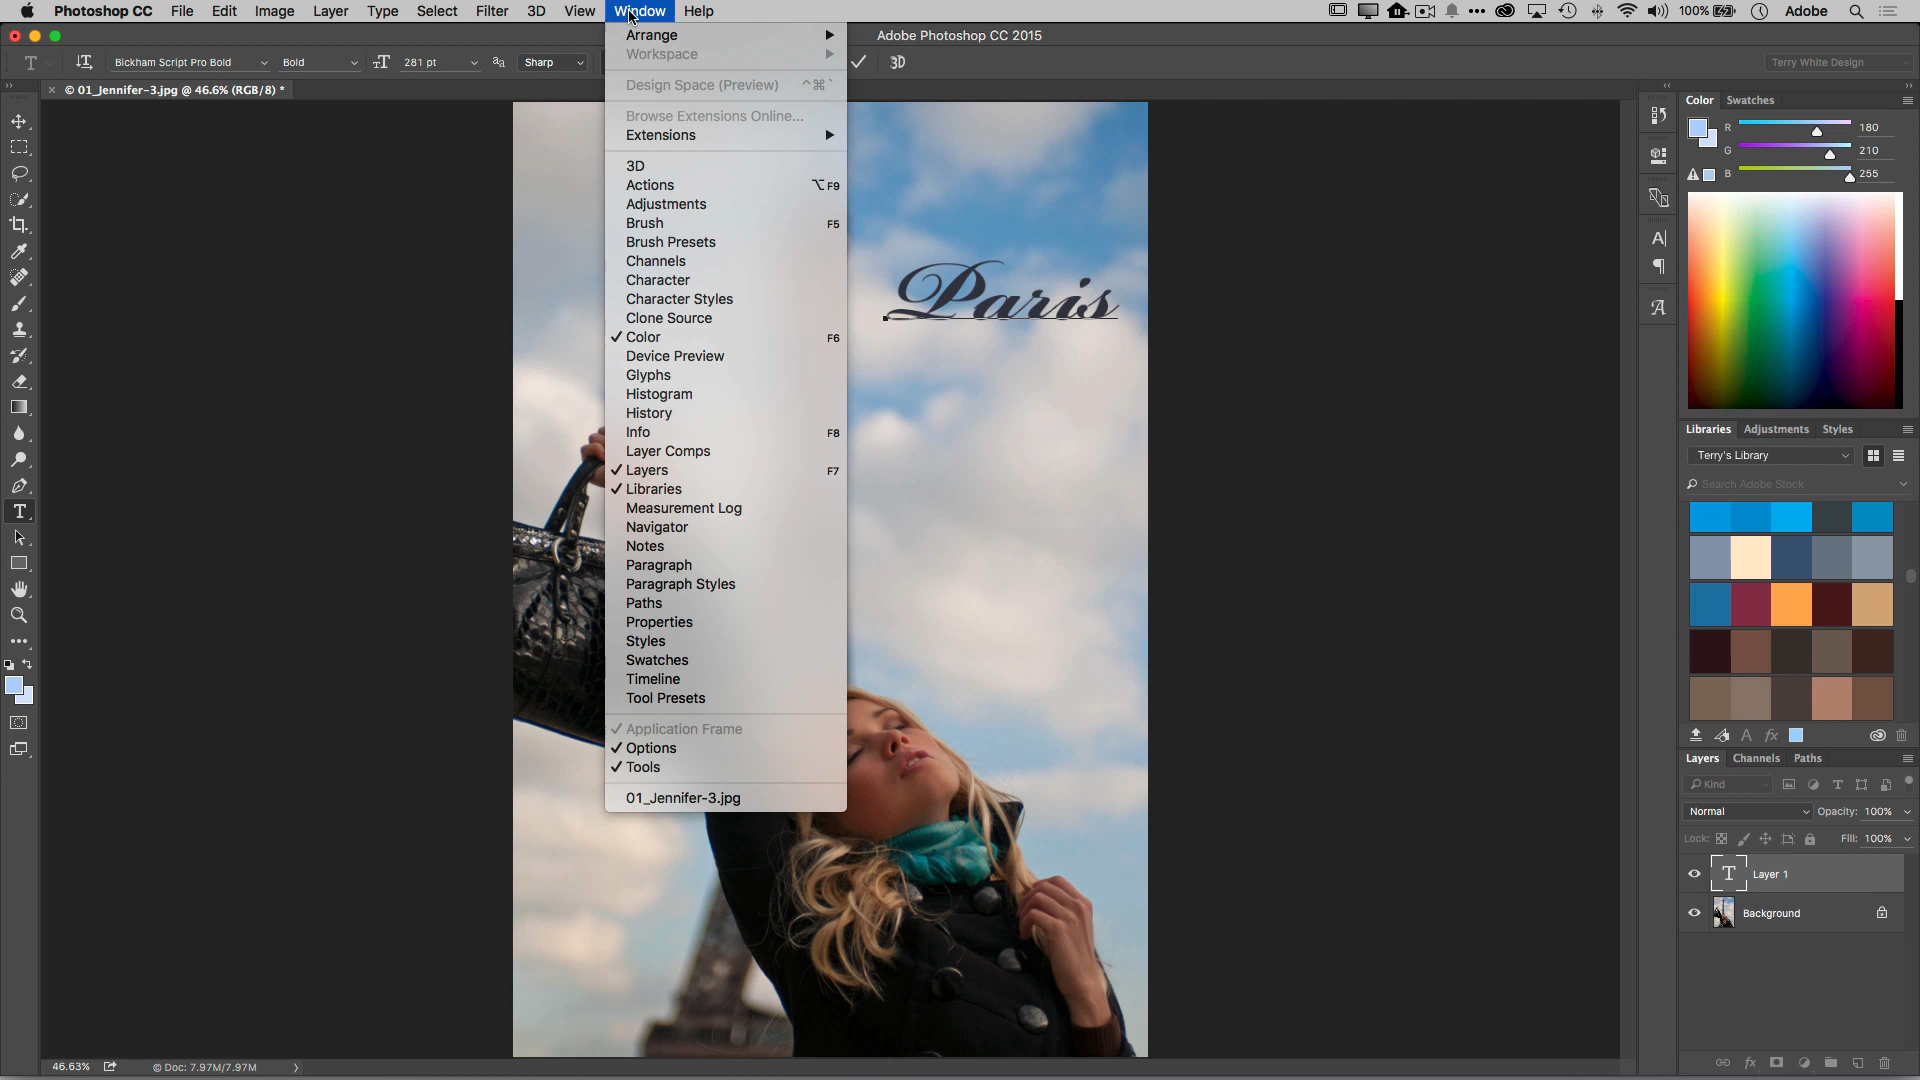 Photoshop CC File Edit Image Layer Type Select Filter 3D View Window Help 100% Adobe
Adobe Photoshop CC 2015
T Bickham Script Pro Bold Bold 281 pt aa Sharp 3D Terry White Design
© 01_Jennifer-3.jpg @ 46.6% (RGB/8) *
Arrange
Workspace
Design Space (Preview) ^⌘`
Browse Extensions Online...
Extensions
3D
Actions ⌥F9
Adjustments
Brush F5
Brush Presets
Channels
Character
Character Styles
Clone Source
✓ Color F6
Device Preview
Glyphs
Histogram
History
Info F8
Layer Comps
✓ Layers F7
✓ Libraries
Measurement Log
Navigator
Notes
Paragraph
Paragraph Styles
Paths
Properties
Styles
Swatches
Timeline
Tool Presets
✓ Application Frame
✓ Options
✓ Tools
01_Jennifer-3.jpg
Paris
Color Swatches
R 180
G 210
B 255
Libraries Adjustments Styles
Terry's Library
Search Adobe Stock
Layers Channels Paths
Kind
Normal Opacity: 100%
Lock: Fill: 100%
T Layer 1
Background
46.63% © Doc: 7.97M/7.97M